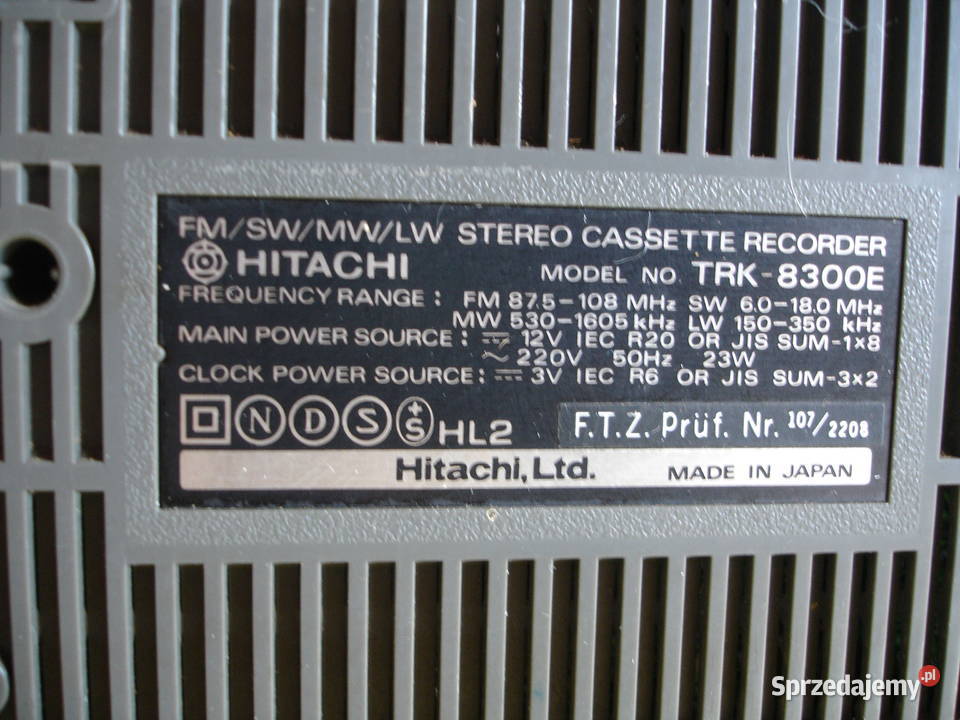 FM/SW/MW/LW STEREO CASSETTE RECORDER
HITACHI MODEL NO TRK-8300E
FREQUENCY RANGE: FM 87.5-108 MHz SW 6.0-18.0 MHz
MW 530-1605 kHz LW 150-350 kHz
MAIN POWER SOURCE: ⎓ 12V IEC R20 OR JIS SUM-1×8
~ 220V 50Hz 23W
CLOCK POWER SOURCE: ⎓ 3V IEC R6 OR JIS SUM-3×2
N D S +S HL2 F.T.Z. Prüf. Nr. 107/2208
Hitachi, Ltd. MADE IN JAPAN
Sprzedajemy.pl